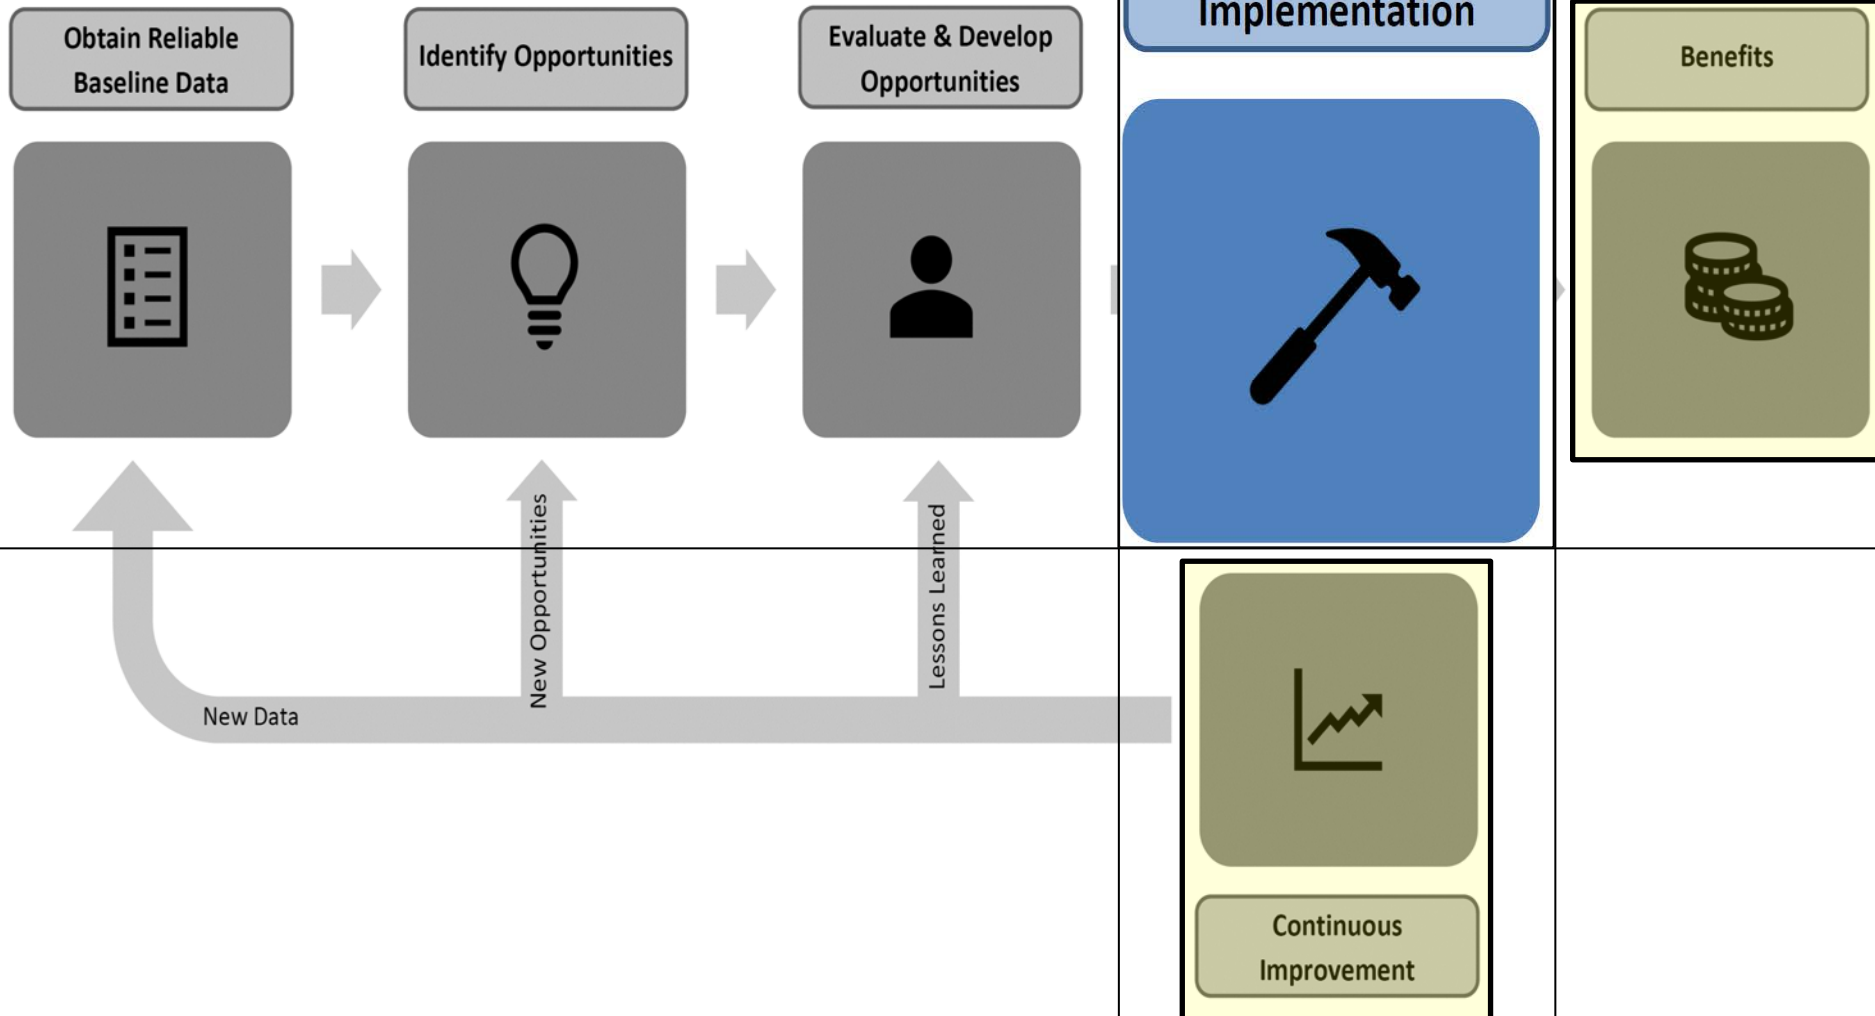 Obtain Reliable
Baseline Data
Identify Opportunities
Evaluate & Develop
Opportunities
Implementation
Benefits
New Opportunities
Lessons Learned
New Data
Continuous
Improvement